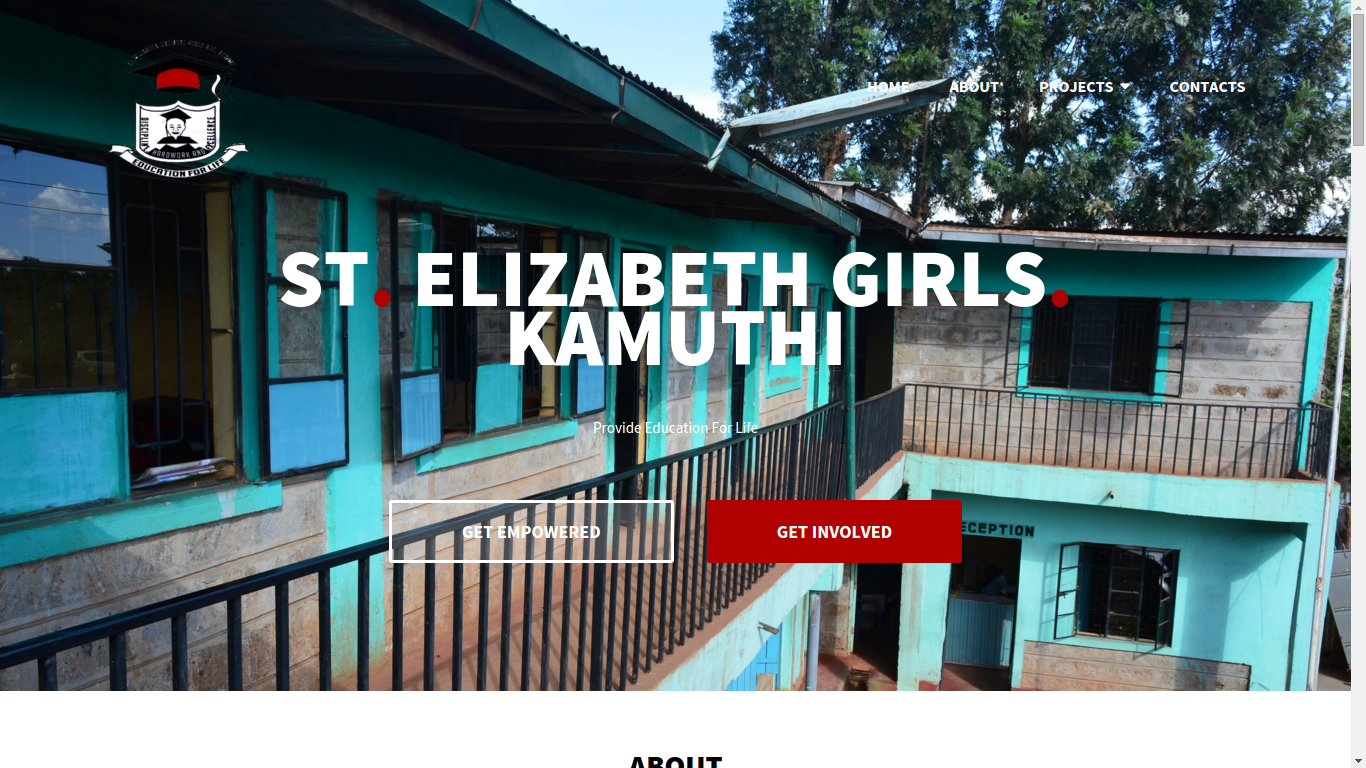 HOME ABOUT PROJECTS CONTACTS
DISCIPLINE HARDWORK AND EXCELLENCE
EDUCATION FOR LIFE
ST. ELIZABETH GIRLS.
KAMUTHI
Provide Education For Life
GET EMPOWERED
GET INVOLVED
ECEPTION
ABOUT